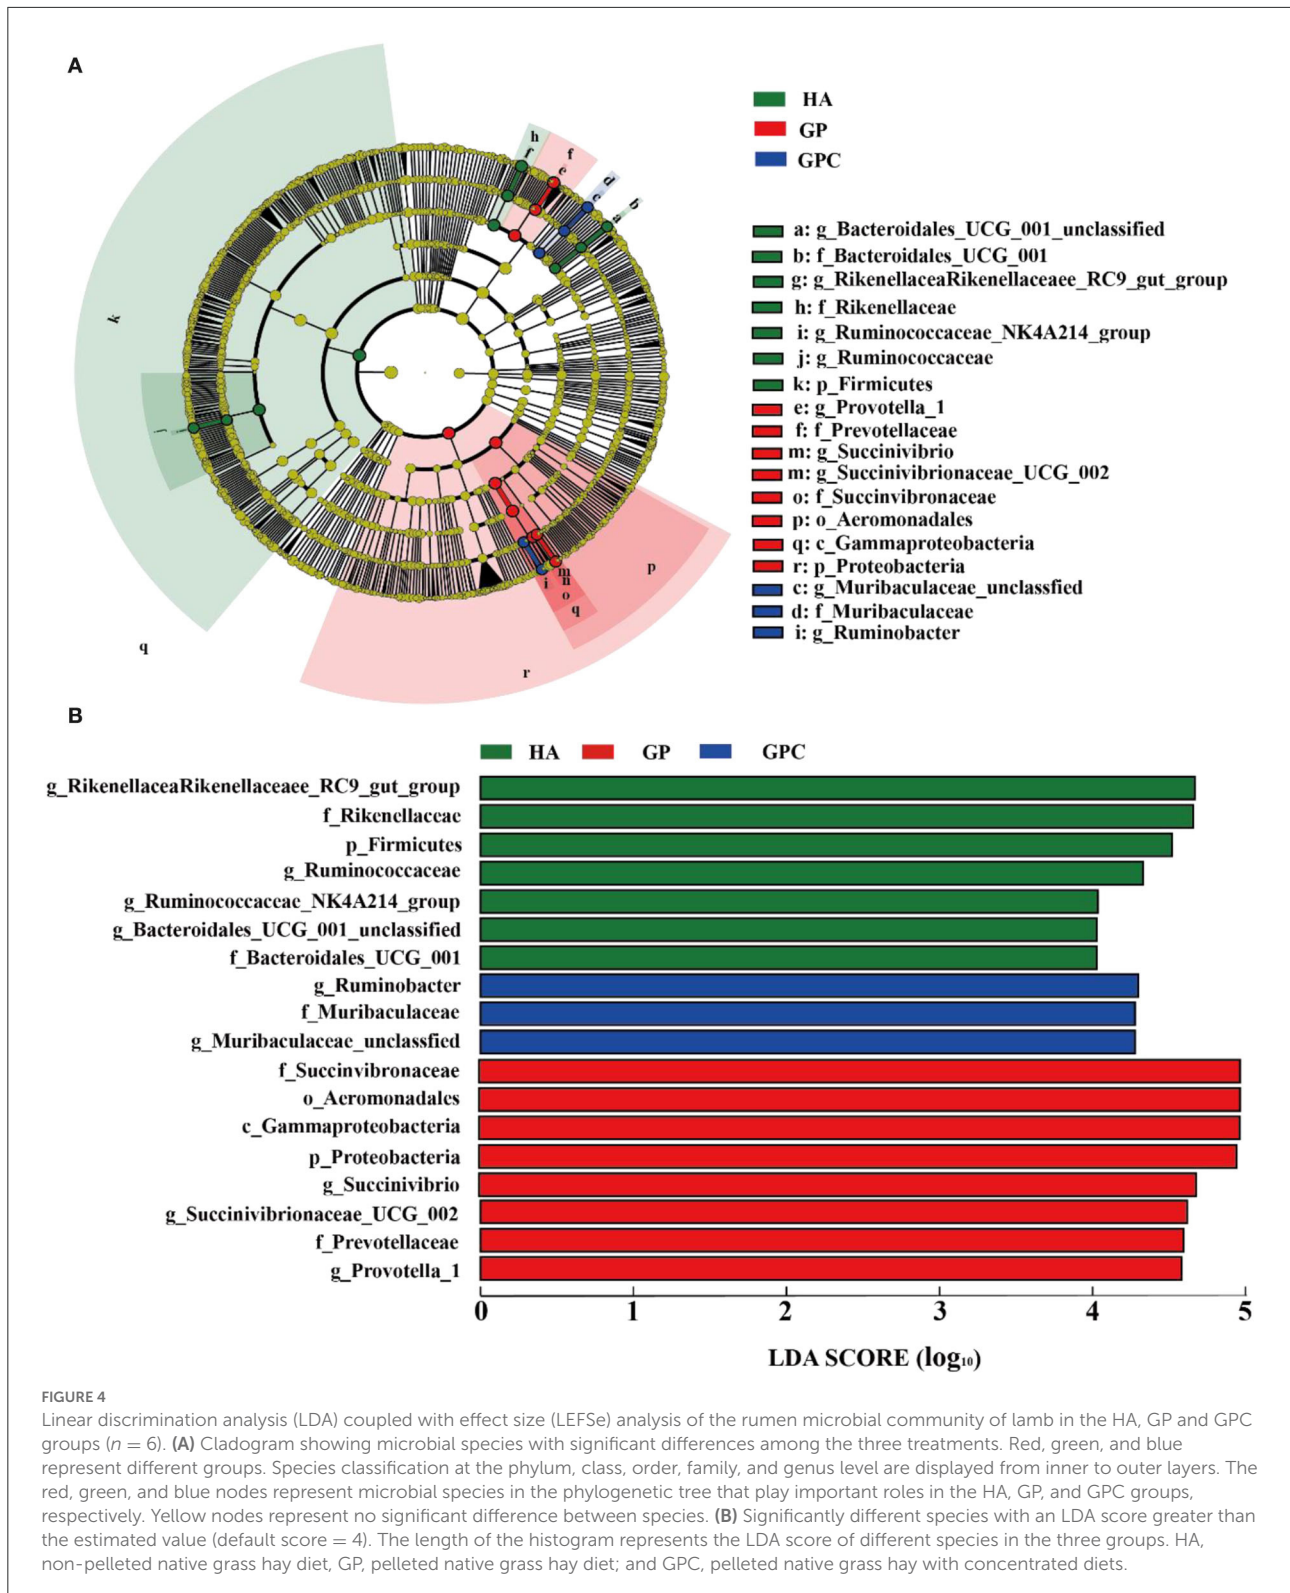 A
HA
GP
GPC
h
f
f
e
d
c
b
a
k
j
i
m
n
o
q
p
r
q
a: g_Bacteroidales_UCG_001_unclassified
b: f_Bacteroidales_UCG_001
g: g_RikenellaceaRikenellaceaee_RC9_gut_group
h: f_Rikenellaceae
i: g_Ruminococcaceae_NK4A214_group
j: g_Ruminococcaceae
k: p_Firmicutes
e: g_Provotella_1
f: f_Prevotellaceae
m: g_Succinivibrio
m: g_Succinivibrionaceae_UCG_002
o: f_Succinvibronaceae
p: o_Aeromonadales
q: c_Gammaproteobacteria
r: p_Proteobacteria
c: g_Muribaculaceae_unclassfied
d: f_Muribaculaceae
i: g_Ruminobacter
B
HA GP GPC
g_RikenellaceaRikenellaceaee_RC9_gut_group
f_Rikenellaceae
p_Firmicutes
g_Ruminococcaceae
g_Ruminococcaceae_NK4A214_group
g_Bacteroidales_UCG_001_unclassified
f_Bacteroidales_UCG_001
g_Ruminobacter
f_Muribaculaceae
g_Muribaculaceae_unclassfied
f_Succinvibronaceae
o_Aeromonadales
c_Gammaproteobacteria
p_Proteobacteria
g_Succinivibrio
g_Succinivibrionaceae_UCG_002
f_Prevotellaceae
g_Provotella_1
0 1 2 3 4 5
LDA SCORE (log₁₀)
FIGURE 4
Linear discrimination analysis (LDA) coupled with effect size (LEFSe) analysis of the rumen microbial community of lamb in the HA, GP and GPC
groups (n = 6). (A) Cladogram showing microbial species with significant differences among the three treatments. Red, green, and blue
represent different groups. Species classification at the phylum, class, order, family, and genus level are displayed from inner to outer layers. The
red, green, and blue nodes represent microbial species in the phylogenetic tree that play important roles in the HA, GP, and GPC groups,
respectively. Yellow nodes represent no significant difference between species. (B) Significantly different species with an LDA score greater than
the estimated value (default score = 4). The length of the histogram represents the LDA score of different species in the three groups. HA,
non-pelleted native grass hay diet, GP, pelleted native grass hay diet; and GPC, pelleted native grass hay with concentrated diets.